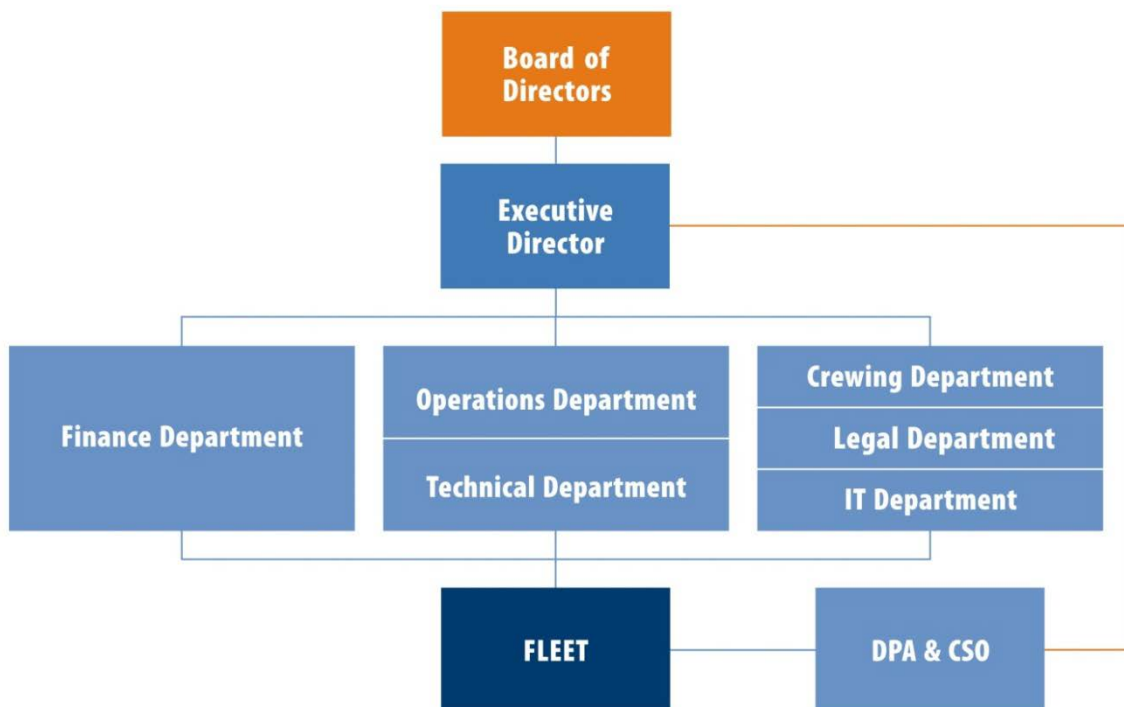 Board of
Directors
Executive
Director
Finance Department
Operations Department
Technical Department
Crewing Department
Legal Department
IT Department
FLEET
DPA & CSO